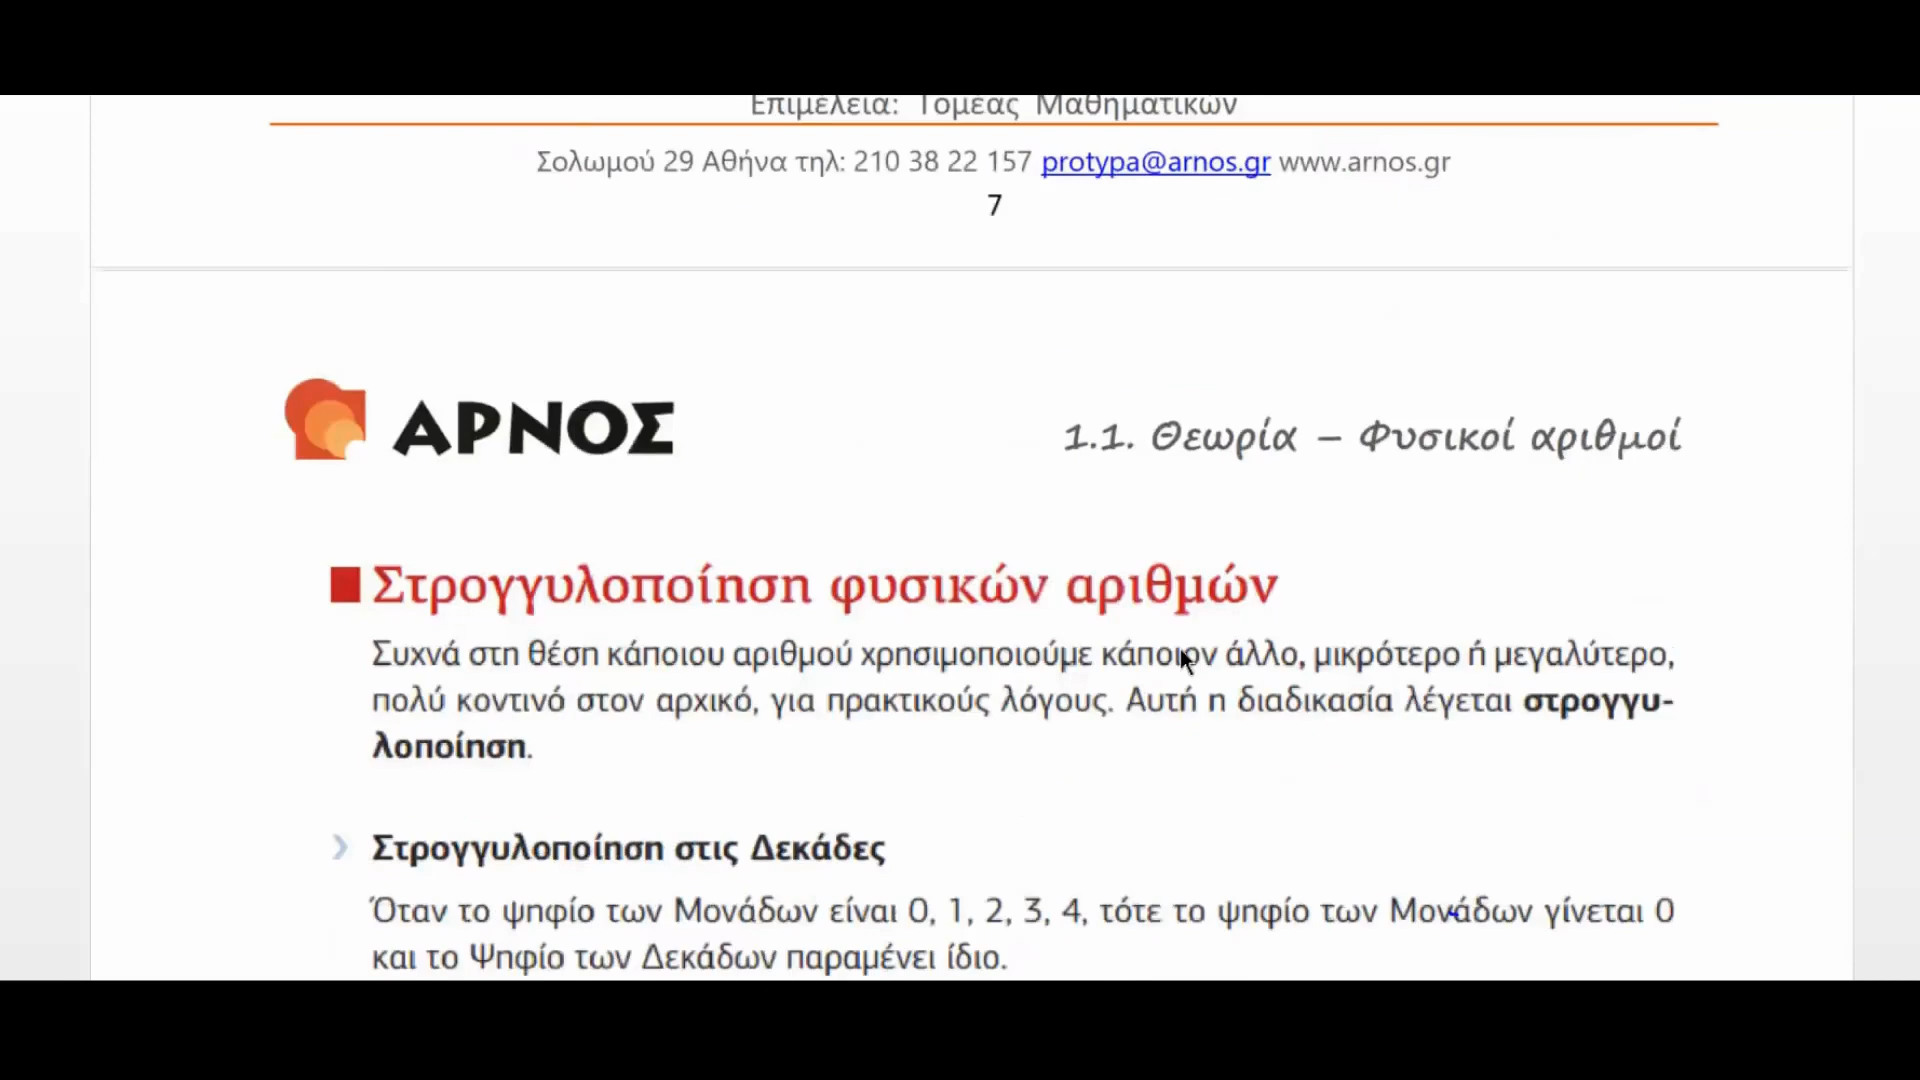 Επιμέλεια: Τομέας Μαθηματικών
Σολωμού 29 Αθήνα τηλ: 210 38 22 157 protypa@arnos.gr www.arnos.gr
7
ΑΡΝΟΣ
1.1. Θεωρία – Φυσικοί αριθμοί
Στρογγυλοποίηση φυσικών αριθμών
Συχνά στη θέση κάποιου αριθμού χρησιμοποιούμε κάποιον άλλο, μικρότερο ή μεγαλύτερο,
πολύ κοντινό στον αρχικό, για πρακτικούς λόγους. Αυτή η διαδικασία λέγεται στρογγυ-
λοποίηση.
Στρογγυλοποίηση στις Δεκάδες
Όταν το ψηφίο των Μονάδων είναι 0, 1, 2, 3, 4, τότε το ψηφίο των Μονάδων γίνεται 0
και το Ψηφίο των Δεκάδων παραμένει ίδιο.